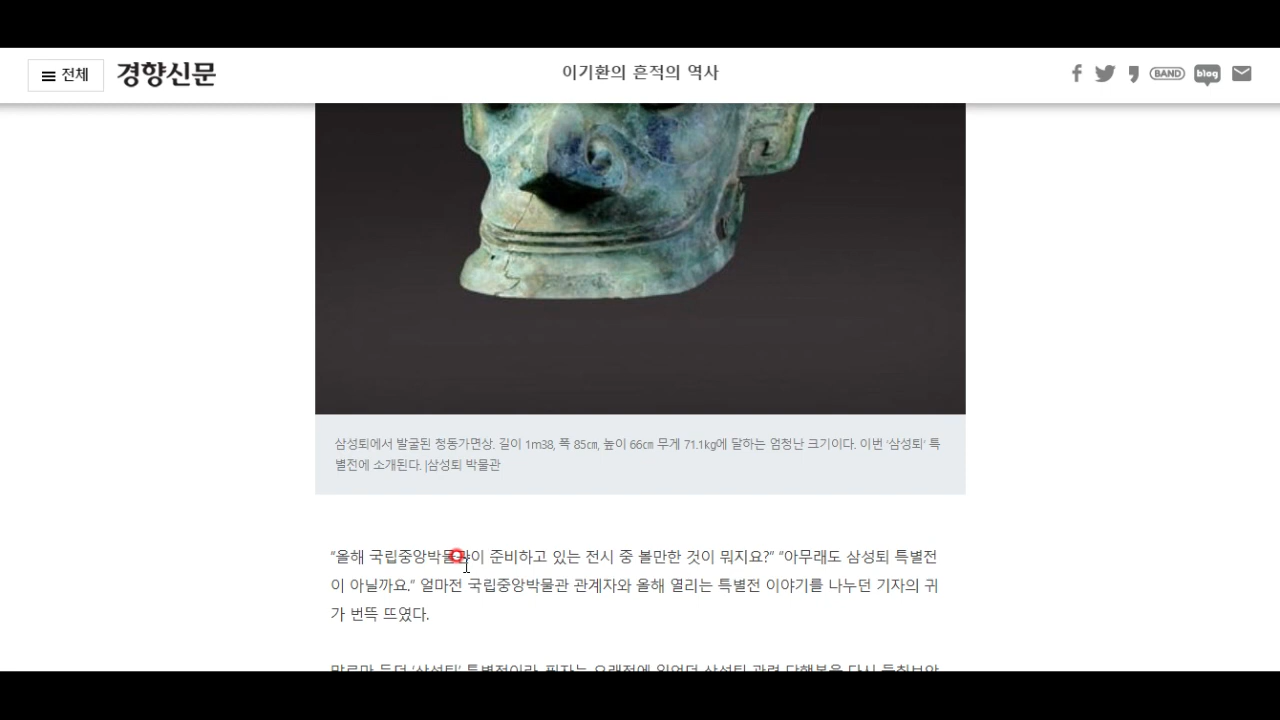 전체
경향신문
이기환의 흔적의 역사
BAND
blog
삼성퇴에서 발굴된 청동가면상. 길이 1m38, 폭 85㎝, 높이 66㎝ 무게 71.1kg에 달하는 엄청난 크기이다. 이번 ‘삼성퇴’ 특
별전에 소개된다. |삼성퇴 박물관
“올해 국립중앙박물관이 준비하고 있는 전시 중 볼만한 것이 뭐지요?” “아무래도 삼성퇴 특별전
이 아닐까요.” 얼마전 국립중앙박물관 관계자와 올해 열리는 특별전 이야기를 나누던 기자의 귀
가 번뜩 뜨였다.